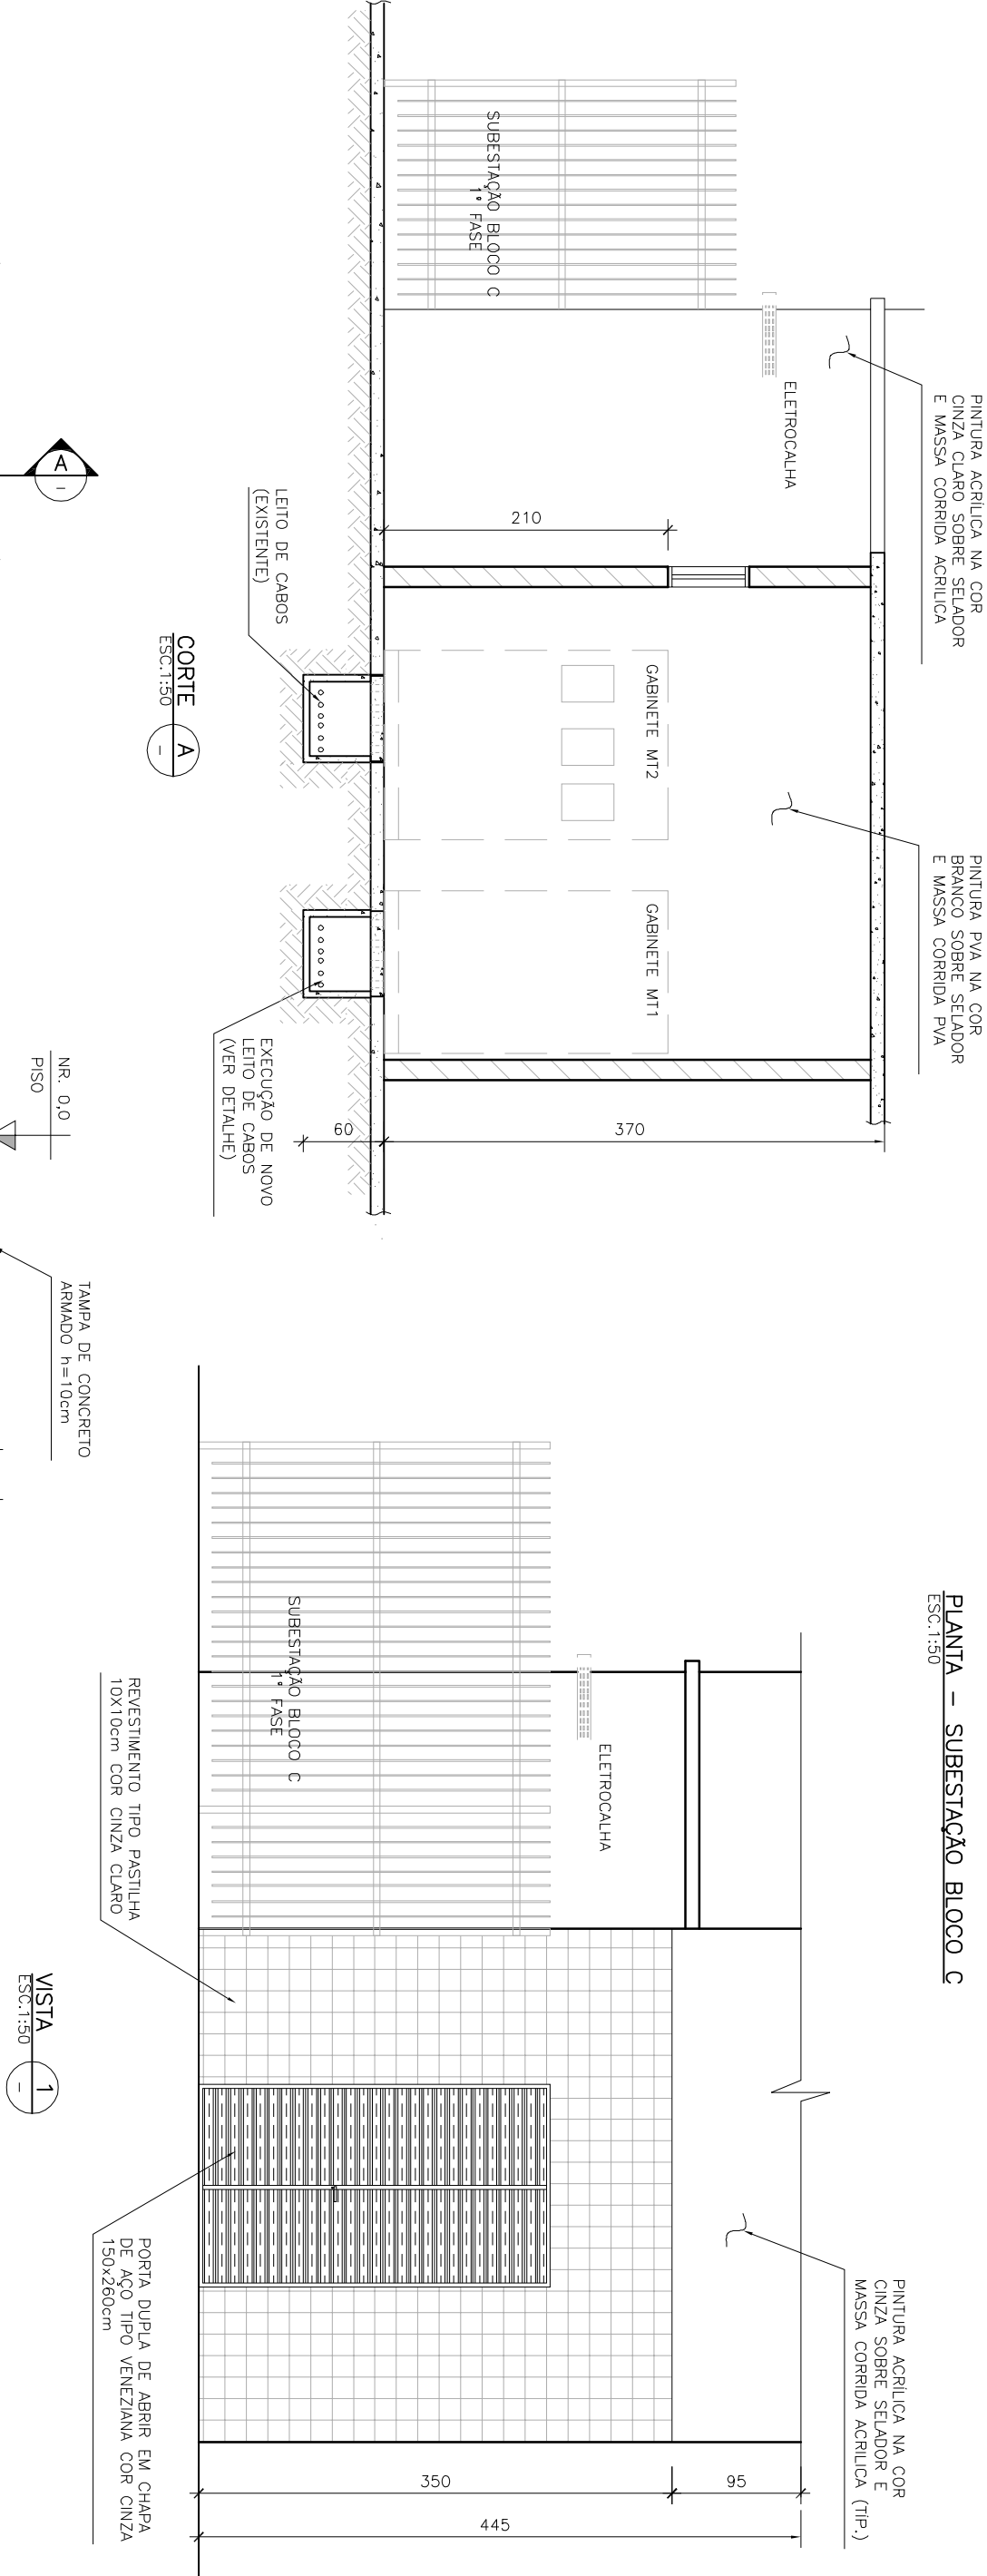 PINTURA ACRÍLICA NA COR
CINZA CLARO SOBRE SELADOR
E MASSA CORRIDA ACRILICA
PINTURA PVA NA COR
BRANCO SOBRE SELADOR
E MASSA CORRIDA PVA
ELETROCALHA
SUBESTAÇÃO BLOCO C
1ª FASE
210
GABINETE MT2
GABINETE MT1
370
60
LEITO DE CABOS
(EXISTENTE)
EXECUÇÃO DE NOVO
LEITO DE CABOS
(VER DETALHE)
CORTE
ESC.1:50
A
-
A
-
NR. 0,0
PISO
TAMPA DE CONCRETO
ARMADO h=10cm
PLANTA - SUBESTAÇÃO BLOCO C
ESC.1:50
PINTURA ACRÍLICA NA COR
CINZA SOBRE SELADOR E
MASSA CORRIDA ACRILICA (TÍP.)
ELETROCALHA
SUBESTAÇÃO BLOCO C
1ª FASE
95
350
445
REVESTIMENTO TIPO PASTILHA
10X10cm COR CINZA CLARO
PORTA DUPLA DE ABRIR EM CHAPA
DE AÇO TIPO VENEZIANA COR CINZA
150x260cm
VISTA
ESC.1:50
1
-